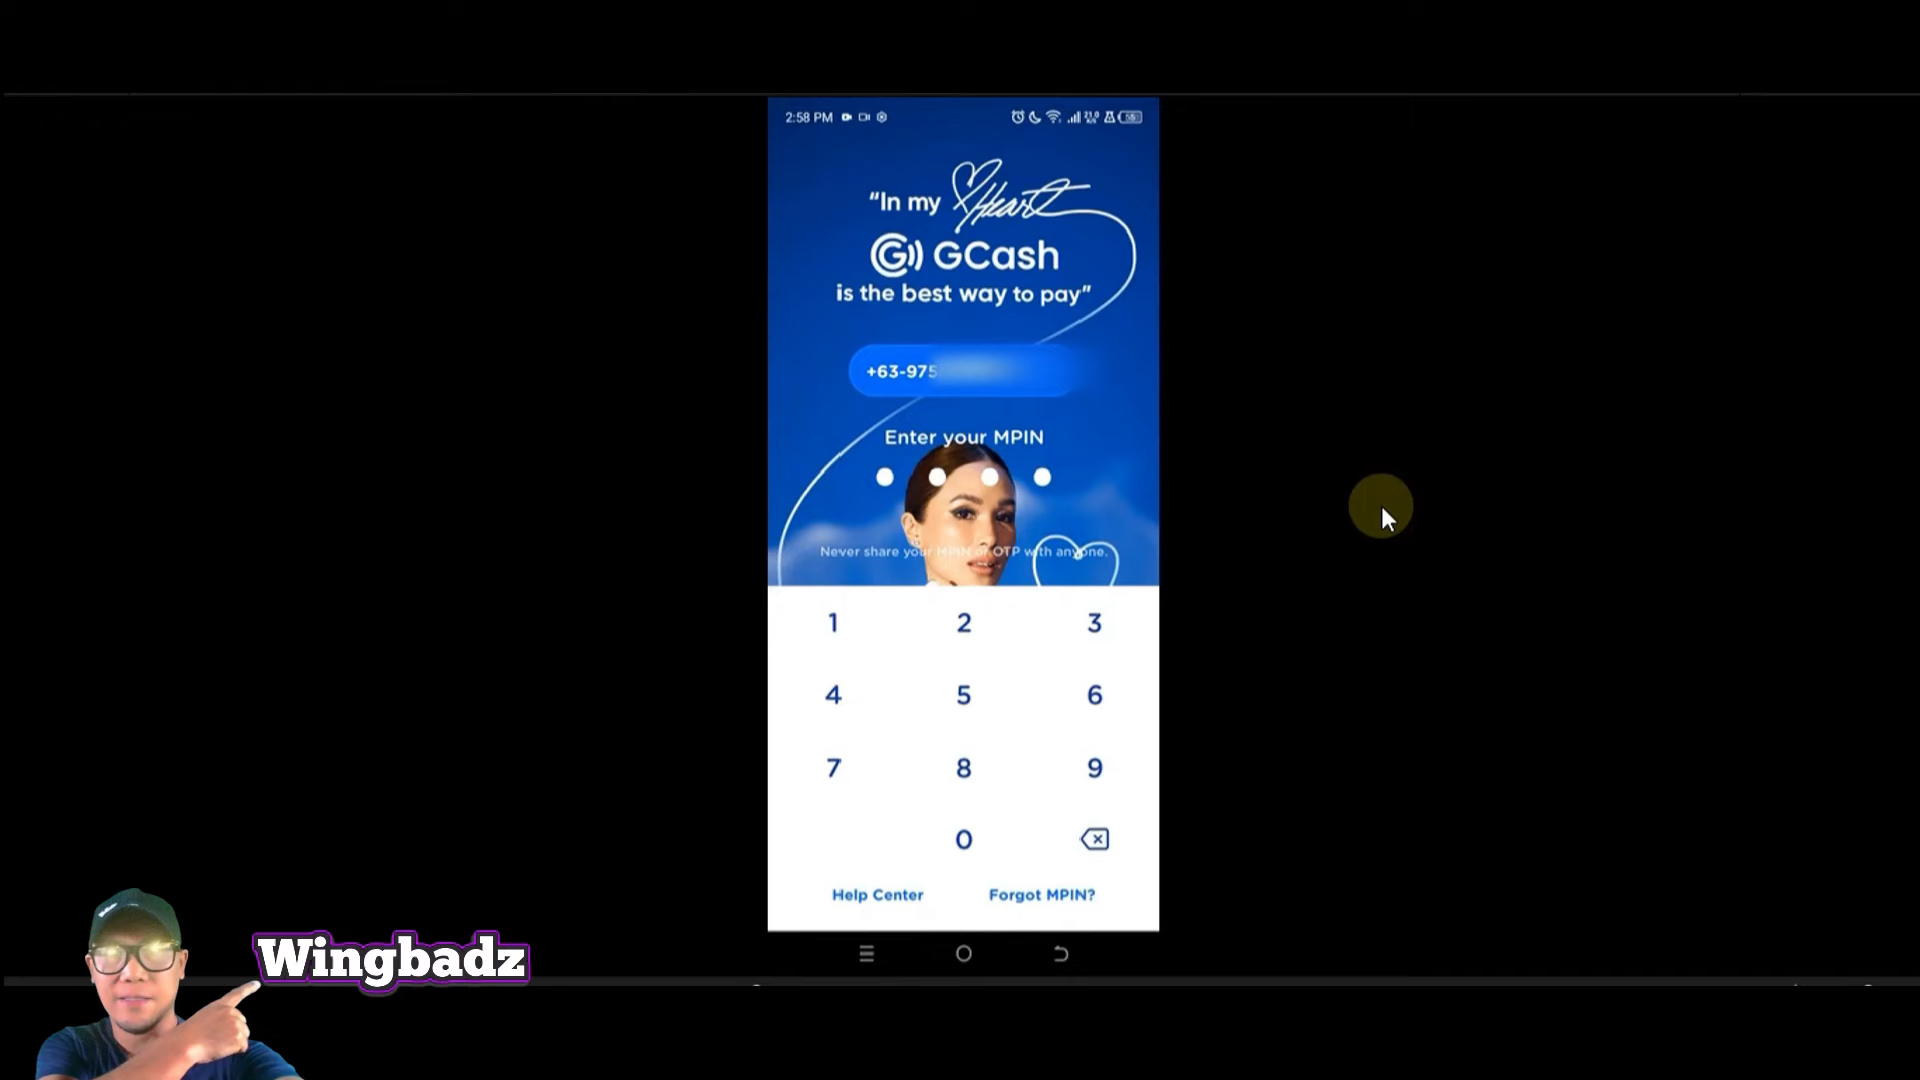 2:58 PM
“In my Heart
GCash
is the best way to pay”
+63-975
Enter your MPIN
Never share your MPIN or OTP with anyone.
1 2 3
4 5 6
7 8 9
0
Help Center Forgot MPIN?
Wingbadz